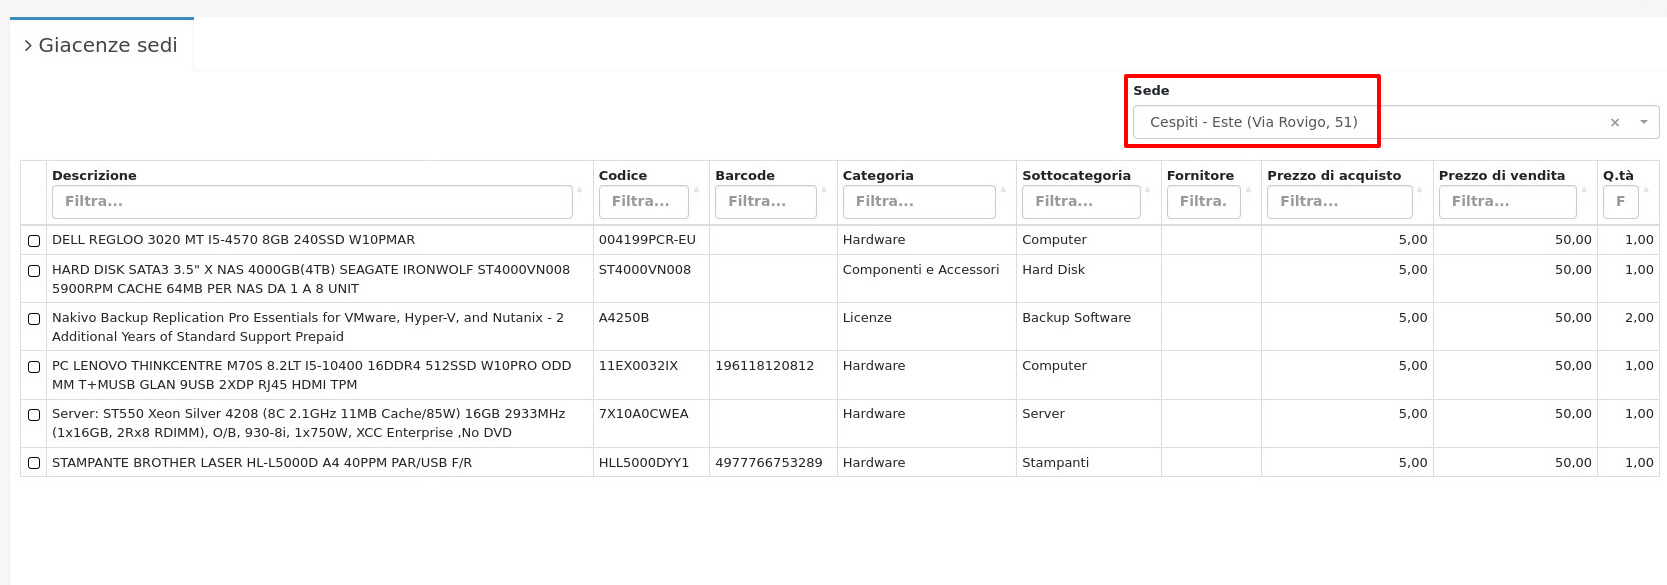 Giacenze sedi
Sede
Cespiti - Este (Via Rovigo, 51)
Descrizione Codice Barcode Categoria Sottocategoria Fornitore Prezzo di acquisto Prezzo di vendita Q.tà
Filtra... Filtra... Filtra... Filtra... Filtra... Filtra. Filtra... Filtra... F
DELL REGLOO 3020 MT I5-4570 8GB 240SSD W10PMAR 004199PCR-EU Hardware Computer 5,00 50,00 1,00
HARD DISK SATA3 3.5" X NAS 4000GB(4TB) SEAGATE IRONWOLF ST4000VN008 ST4000VN008 Componenti e Accessori Hard Disk 5,00 50,00 1,00
5900RPM CACHE 64MB PER NAS DA 1 A 8 UNIT
Nakivo Backup Replication Pro Essentials for VMware, Hyper-V, and Nutanix - 2 A4250B Licenze Backup Software 5,00 50,00 2,00
Additional Years of Standard Support Prepaid
PC LENOVO THINKCENTRE M70S 8.2LT I5-10400 16DDR4 512SSD W10PRO ODD 11EX0032IX 196118120812 Hardware Computer 5,00 50,00 1,00
MM T+MUSB GLAN 9USB 2XDP RJ45 HDMI TPM
Server: ST550 Xeon Silver 4208 (8C 2.1GHz 11MB Cache/85W) 16GB 2933MHz 7X10A0CWEA Hardware Server 5,00 50,00 1,00
(1x16GB, 2Rx8 RDIMM), O/B, 930-8i, 1x750W, XCC Enterprise ,No DVD
STAMPANTE BROTHER LASER HL-L5000D A4 40PPM PAR/USB F/R HLL5000DYY1 4977766753289 Hardware Stampanti 5,00 50,00 1,00